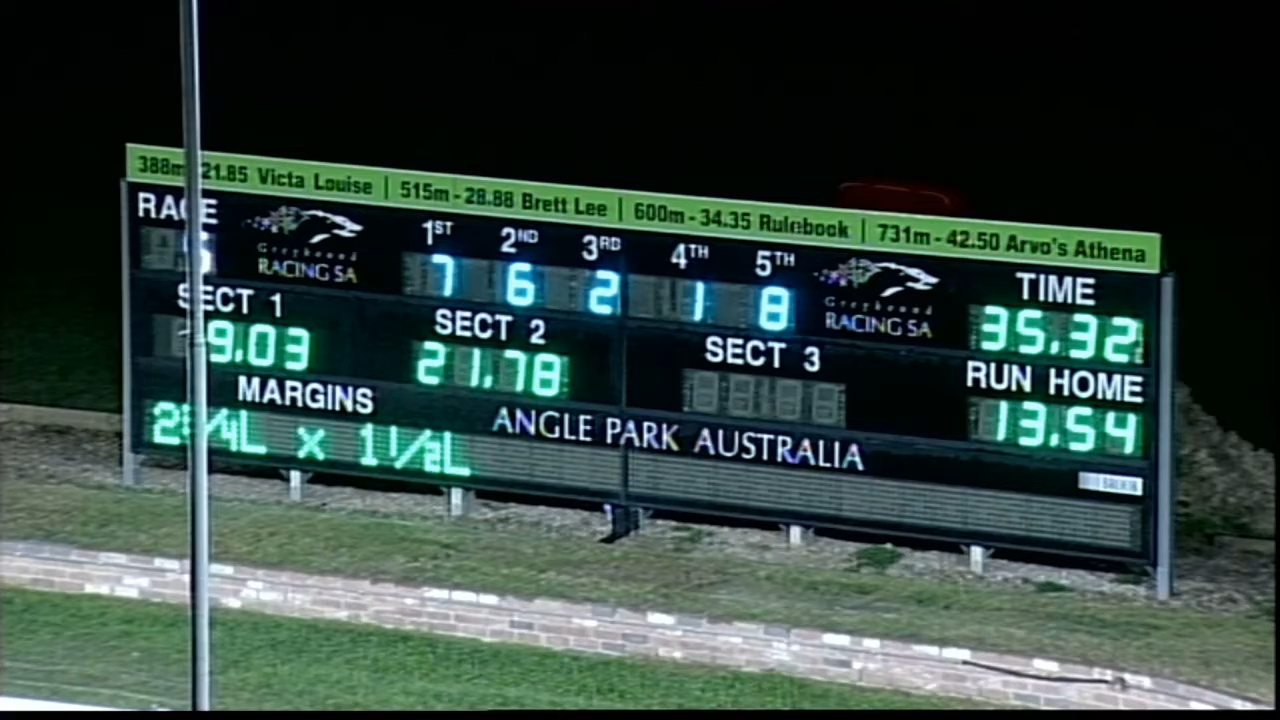 388m 21.85 Victa Louise | 515m - 28.88 Brett Lee | 600m - 34.35 Rulebook | 731m - 42.50 Arvo's Athena
RACE 1ST 2ND 3RD 4TH 5TH TIME
Greyhound RACING SA 7 6 2 1 8 Greyhound RACING SA 35.32
SECT 1 SECT 2 SECT 3 RUN HOME
9.03 21.78 13.54
MARGINS ANGLE PARK AUSTRALIA
L x 1 1/2L